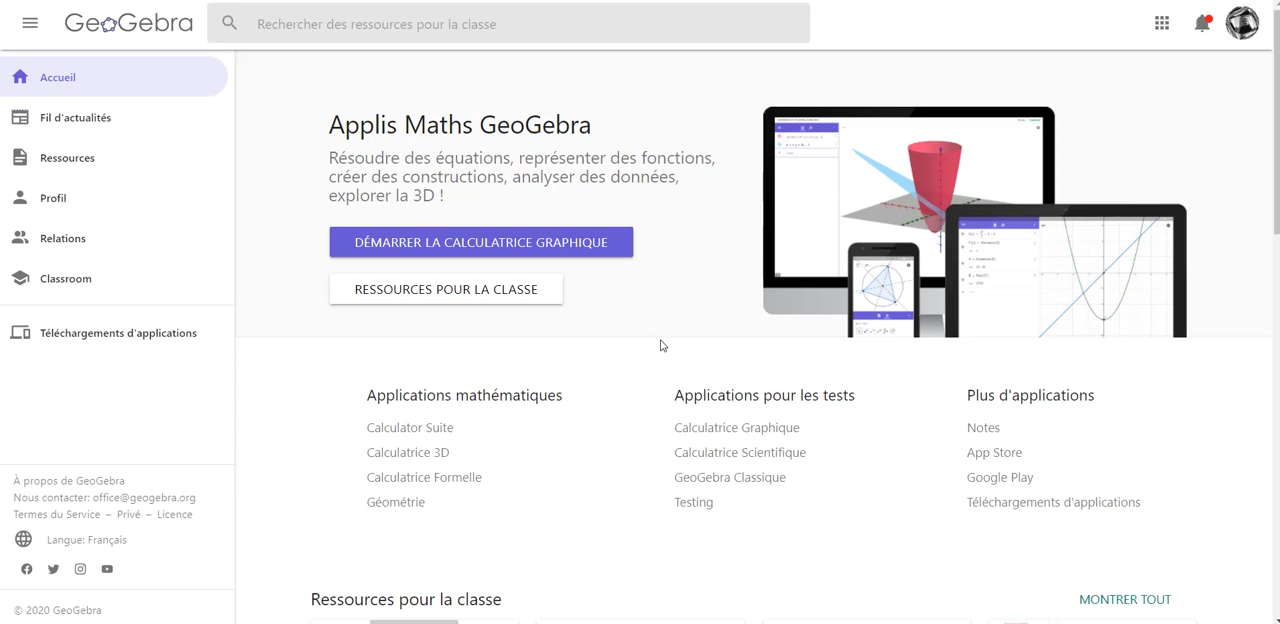 GeoGebra
Rechercher des ressources pour la classe
Accueil
Fil d'actualités
Ressources
Profil
Relations
Classroom
Téléchargements d'applications
À propos de GeoGebra
Nous contacter: office@geogebra.org
Termes du Service – Privé – Licence
Langue: Français
© 2020 GeoGebra
Applis Maths GeoGebra
Résoudre des équations, représenter des fonctions,
créer des constructions, analyser des données,
explorer la 3D !
DÉMARRER LA CALCULATRICE GRAPHIQUE
RESSOURCES POUR LA CLASSE
Applications mathématiques
Calculator Suite
Calculatrice 3D
Calculatrice Formelle
Géométrie
Applications pour les tests
Calculatrice Graphique
Calculatrice Scientifique
GeoGebra Classique
Testing
Plus d'applications
Notes
App Store
Google Play
Téléchargements d'applications
Ressources pour la classe
MONTRER TOUT